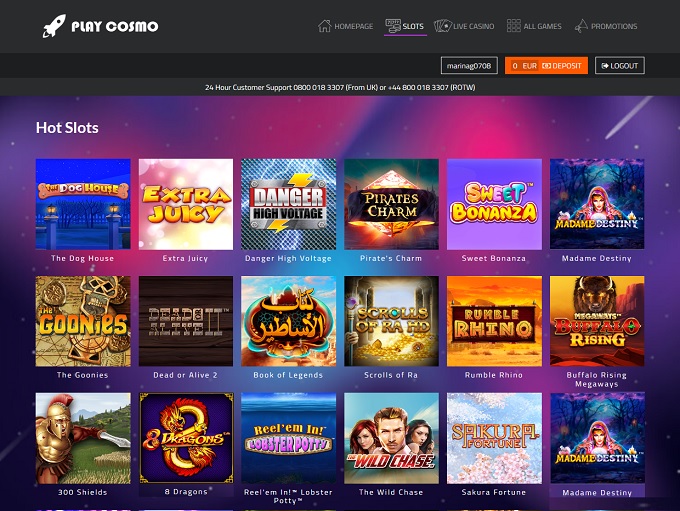 PLAY COSMO
HOMEPAGE
SLOTS
LIVE CASINO
ALL GAMES
PROMOTIONS
marinag0708
0 EUR DEPOSIT
LOGOUT
24 Hour Customer Support 0800 018 3307 (From UK) or +44 800 018 3307 (ROTW)
Hot Slots
THE DOG HOUSE
EXTRA
JUICY
DANGER
HIGH VOLTAGE
PIRATE'S
CHARM
SWEET
BONANZA™
MADAME DESTINY
The Dog House
Extra Juicy
Danger High Voltage
Pirate's Charm
Sweet Bonanza
Madame Destiny
THE
GOONIES
DEAD OR
ALIVE II
كتاب
الأساطير
SCROLLS
OF RA HD
RUMBLE
RHINO
MEGAWAYS™
BUFFALO
RISING
The Goonies
Dead or Alive 2
Book of Legends
Scrolls of Ra
Rumble Rhino
Buffalo Rising
Megaways
8 DRAGONS™
Reel'em In!
LOBSTER POTTY
THE
WILD CHASE
SAKURA
FORTUNE
MADAME DESTINY
300 Shields
8 Dragons
Reel'em In!™ Lobster
Potty™
The Wild Chase
Sakura Fortune
Madame Destiny